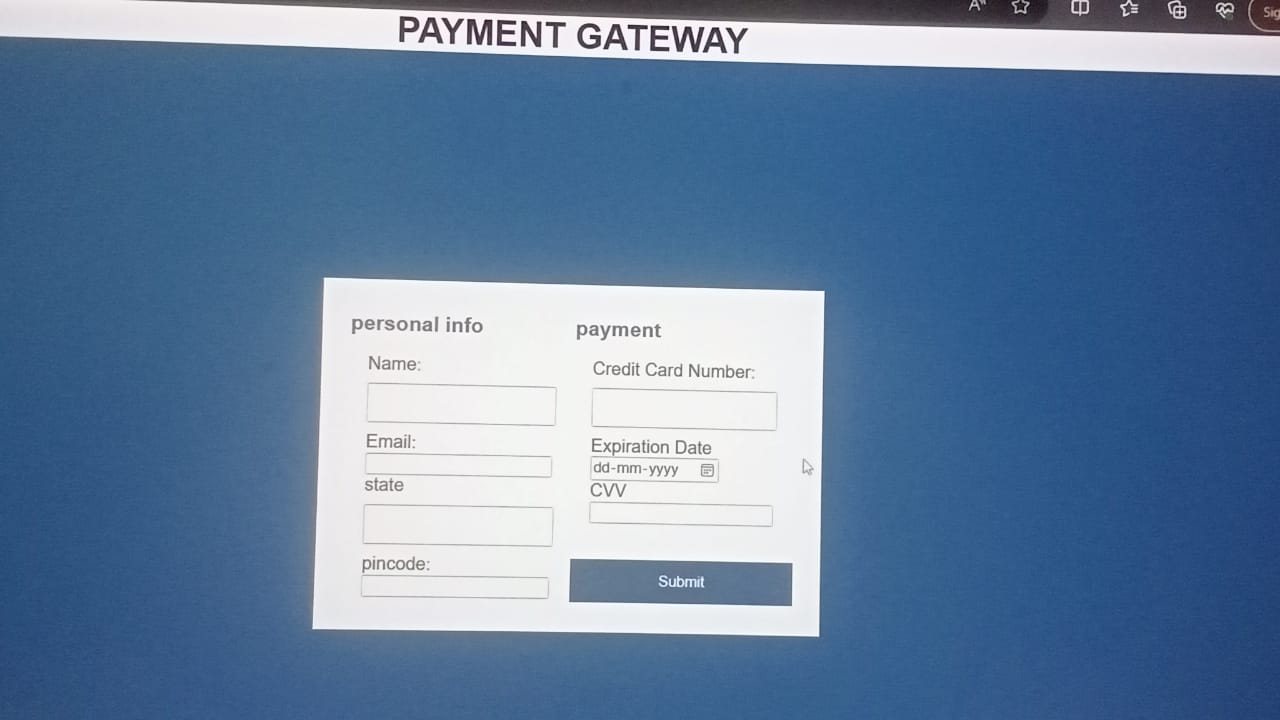 PAYMENT GATEWAY
personal info
Name:
Email:
state
pincode:
payment
Credit Card Number:
Expiration Date
dd-mm-yyyy
CVV
Submit